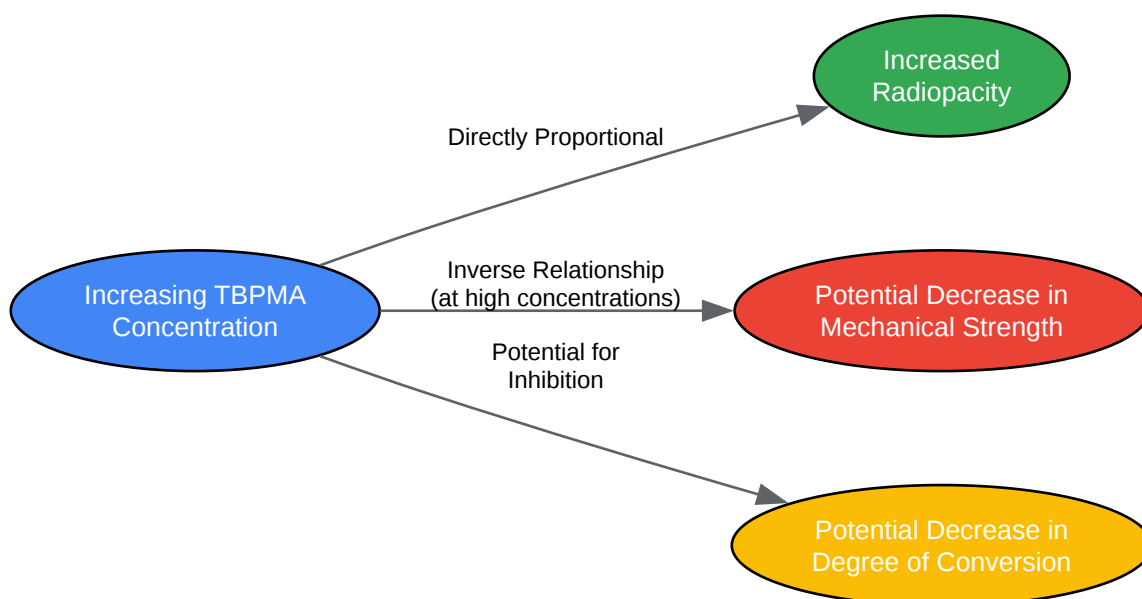 Increased
Radiopacity
Directly Proportional
Increasing TBPMA
Concentration
Inverse Relationship
(at high concentrations)
Potential Decrease in
Mechanical Strength
Potential for
Inhibition
Potential Decrease in
Degree of Conversion